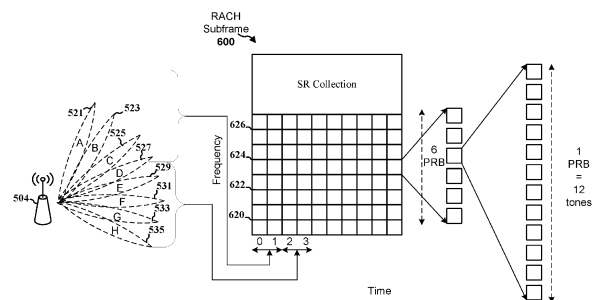 RACH
Subframe
600
SR Collection
521
523
525
527
529
531
533
535
504
A
B
C
D
E
F
G
H
Frequency
626
624
622
620
0 1 2 3
Time
6
PRB
1
PRB
=
12
tones